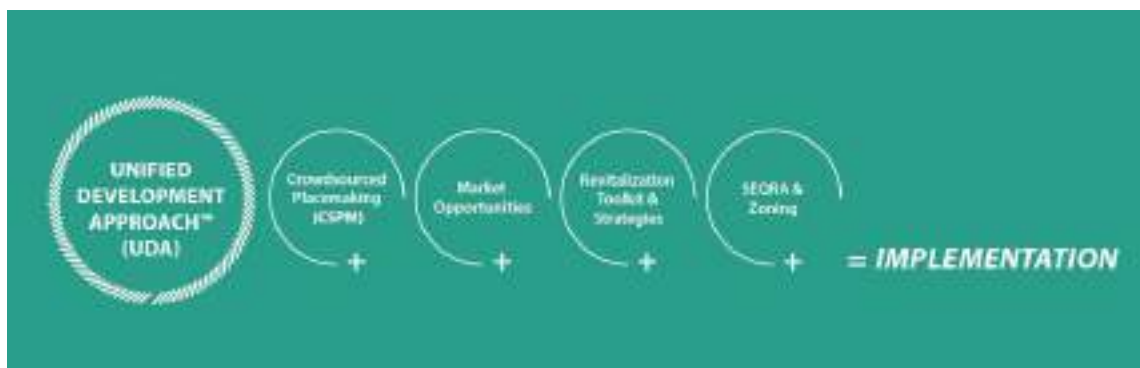 UNIFIED
DEVELOPMENT
APPROACH™
(UDA)
Crowdsourced
Placemaking
(CSPM)
+
Market
Opportunities
+
Revitalization
Toolkit &
Strategies
+
SEQRA &
Zoning
+
= IMPLEMENTATION